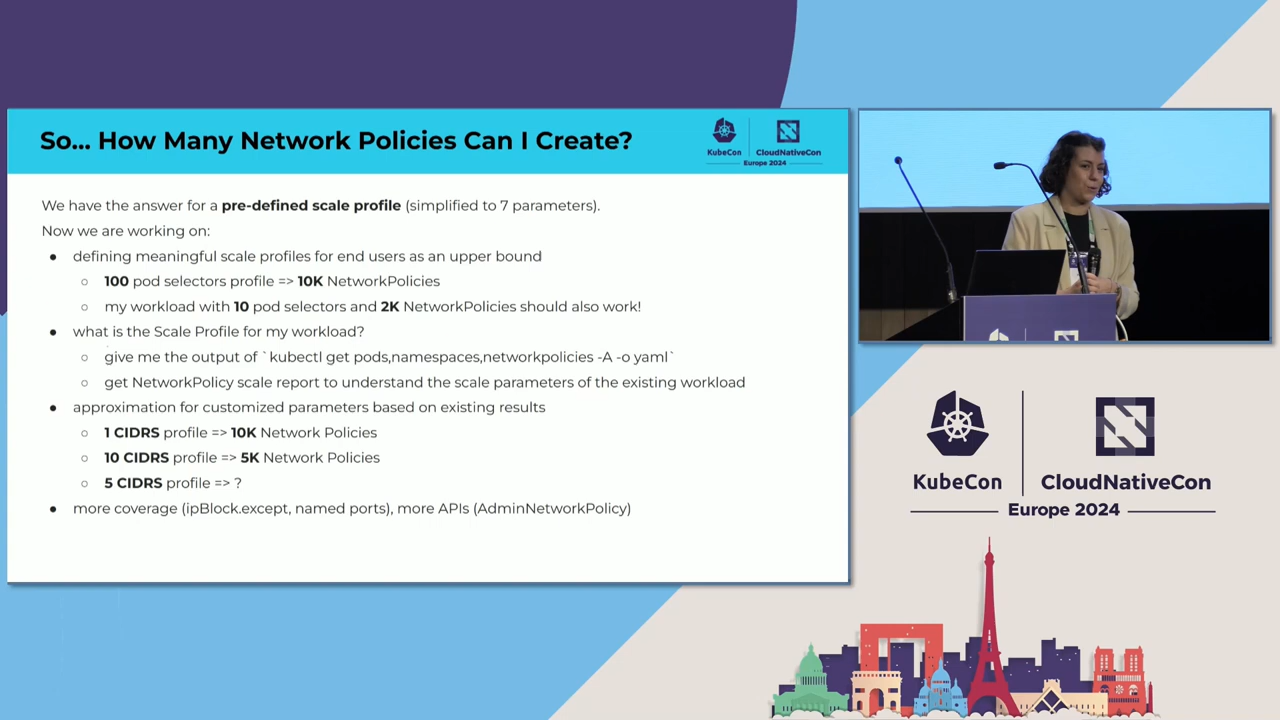 So... How Many Network Policies Can I Create?
KubeCon
CloudNativeCon
Europe 2024
We have the answer for a pre-defined scale profile (simplified to 7 parameters).
Now we are working on:
● defining meaningful scale profiles for end users as an upper bound
○ 100 pod selectors profile => 10K NetworkPolicies
○ my workload with 10 pod selectors and 2K NetworkPolicies should also work!
● what is the Scale Profile for my workload?
○ give me the output of `kubectl get pods,namespaces,networkpolicies -A -o yaml`
○ get NetworkPolicy scale report to understand the scale parameters of the existing workload
● approximation for customized parameters based on existing results
○ 1 CIDRS profile => 10K Network Policies
○ 10 CIDRS profile => 5K Network Policies
○ 5 CIDRS profile => ?
● more coverage (ipBlock.except, named ports), more APIs (AdminNetworkPolicy)
KubeCon
CloudNativeCon
Europe 2024